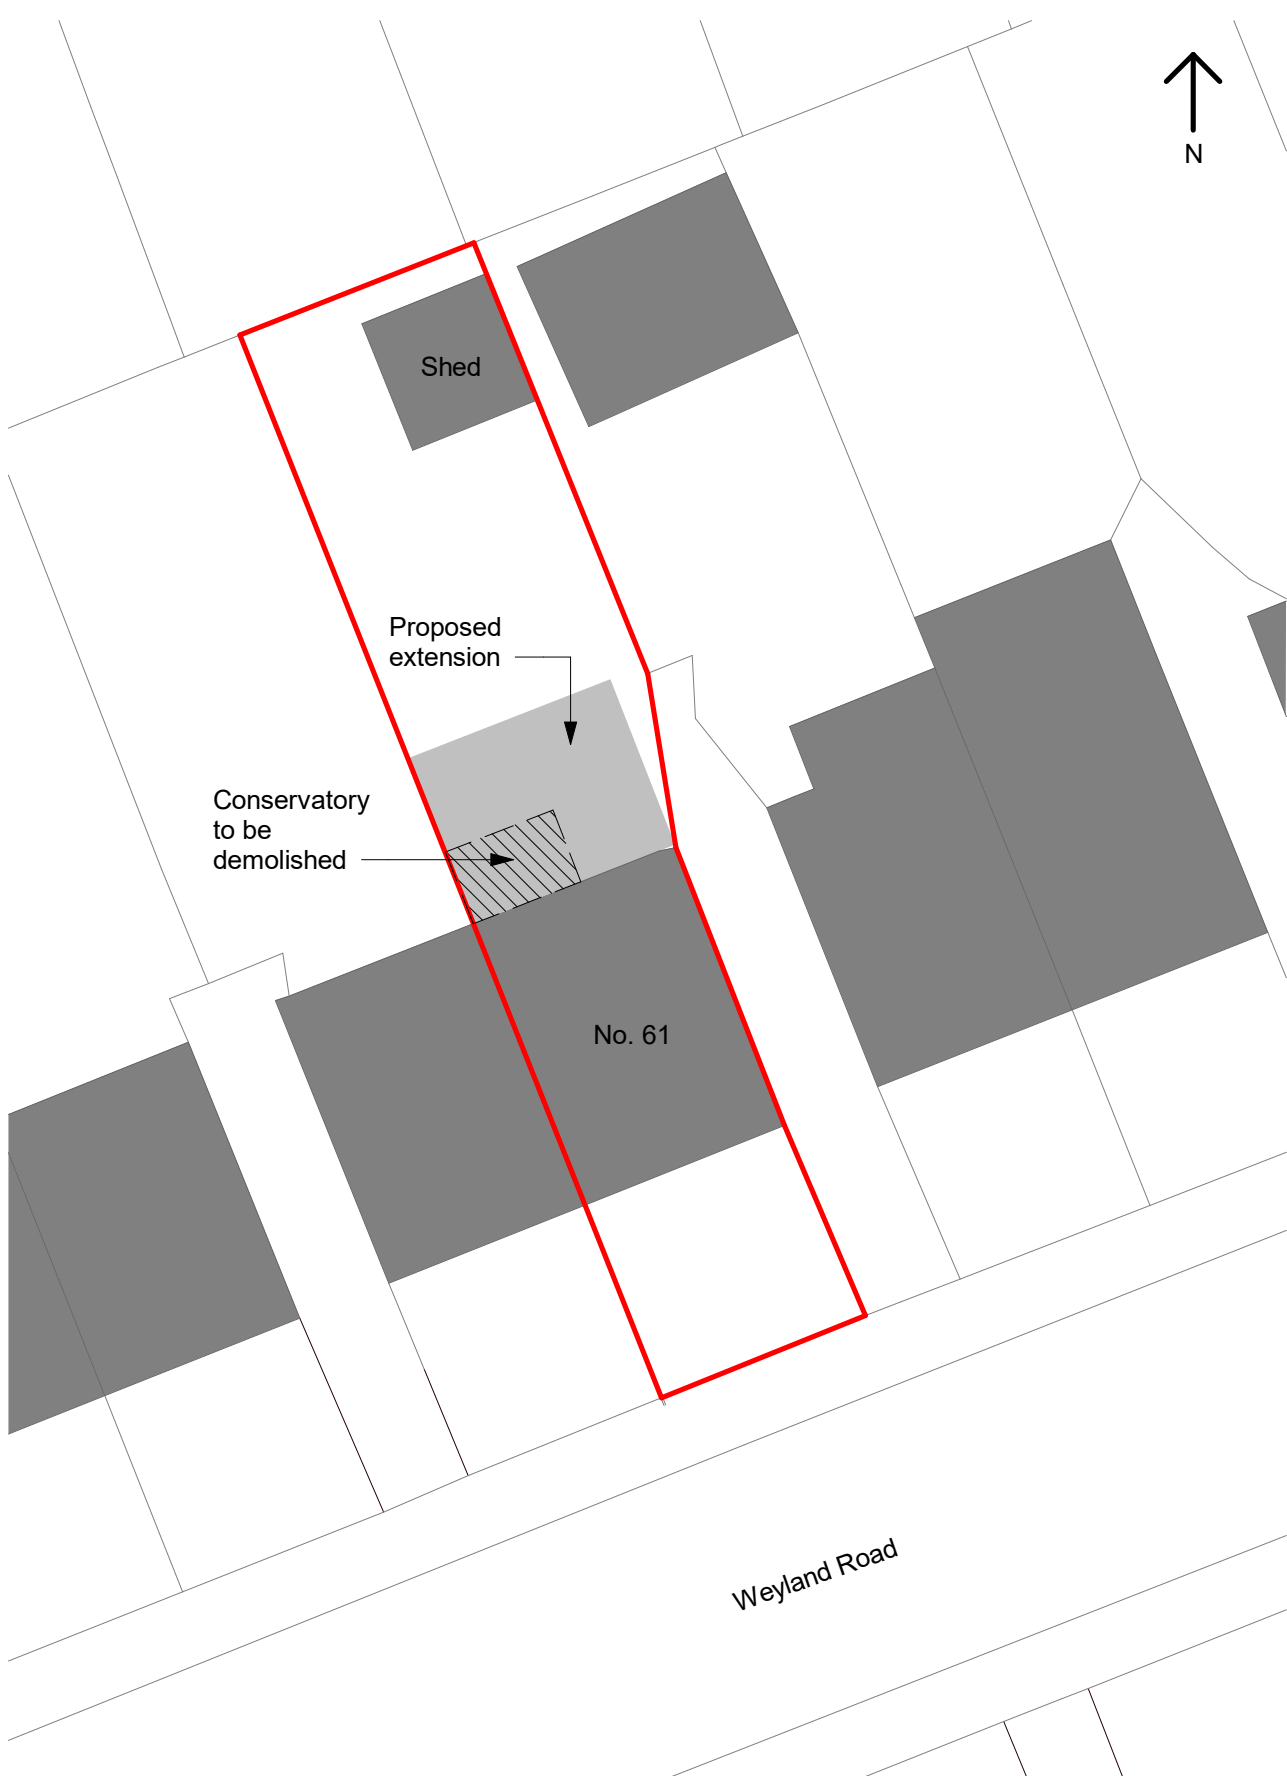 N
Shed
Proposed
extension
Conservatory
to be
demolished
No. 61
Weyland Road